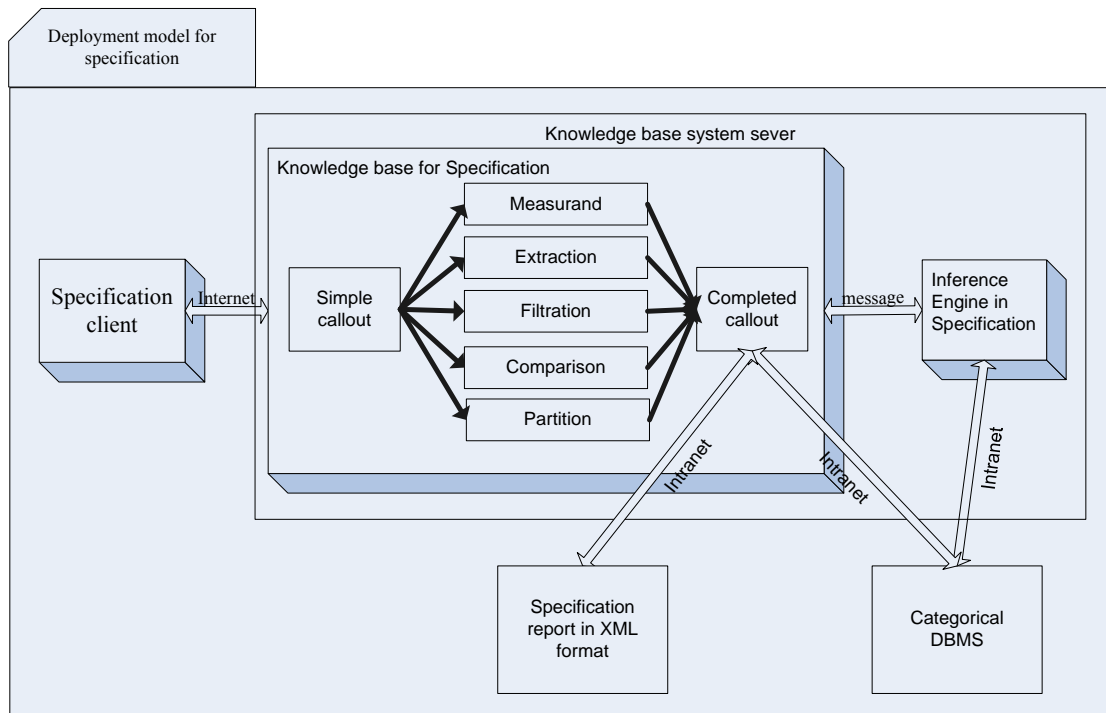 Deployment model for
specification
Knowledge base system sever
Knowledge base for Specification
Measurand
Extraction
Filtration
Comparison
Partition
Simple
callout
Completed
callout
Specification
client
Internet
message
Inference
Engine in
Specification
Intranet
Intranet
Intranet
Specification
report in XML
format
Categorical
DBMS